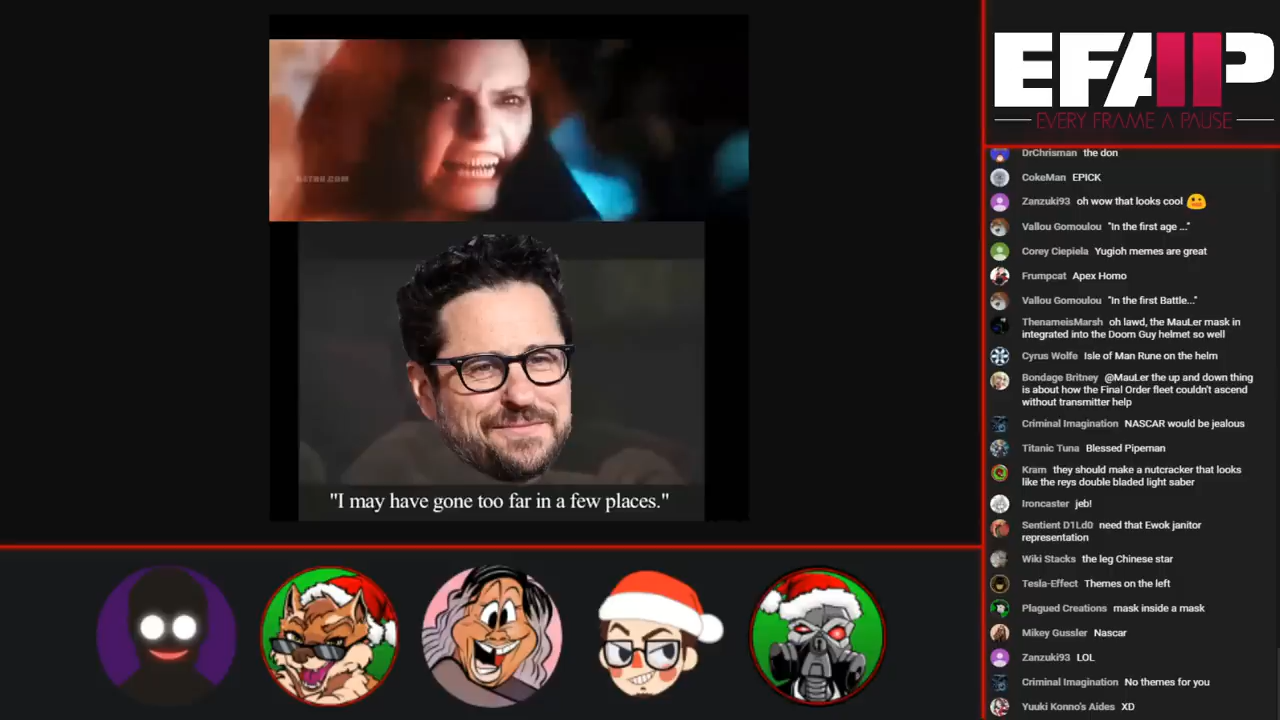 "I may have gone too far in a few places."
EFAP
EVERY FRAME A PAUSE
DrChrisman the don
CokeMan EPICK
Zanzuki93 oh wow that looks cool
Vallou Gomoulou "In the first age ..."
Corey Ciepiela Yugioh memes are great
Frumpcat Apex Homo
Vallou Gomoulou "In the first Battle..."
ThenameisMarsh oh lawd, the MauLer mask in
integrated into the Doom Guy helmet so well
Cyrus Wolfe Isle of Man Rune on the helm
Bondage Britney @MauLer the up and down thing
is about how the Final Order fleet couldn't ascend
without transmitter help
Criminal Imagination NASCAR would be jealous
Titanic Tuna Blessed Pipeman
Kram they should make a nutcracker that looks
like the reys double bladed light saber
Ironcaster jeb!
Sentient D1Ld0 need that Ewok janitor
representation
Wiki Stacks the leg Chinese star
Tesla-Effect Themes on the left
Plagued Creations mask inside a mask
Mikey Gussler Nascar
Zanzuki93 LOL
Criminal Imagination No themes for you
Yuuki Konno's Aides XD